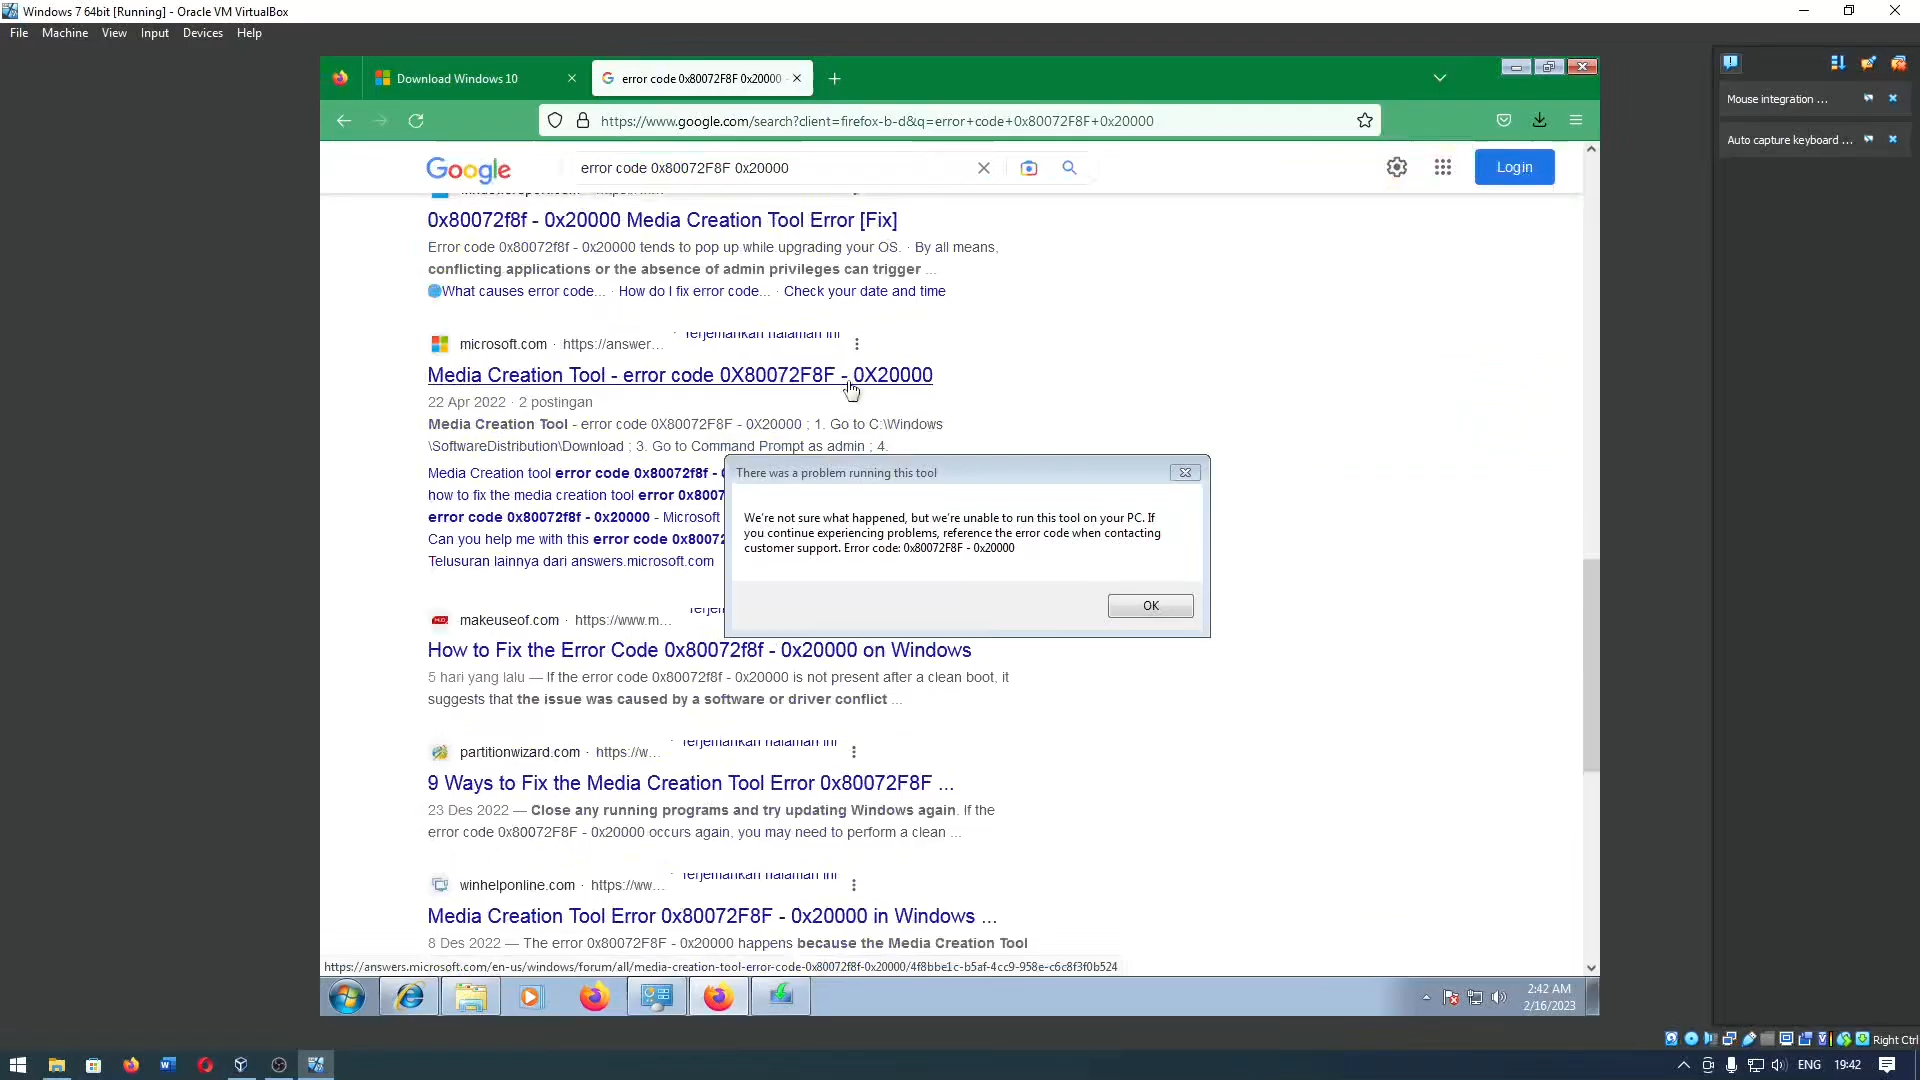 Windows 7 64bit [Running] - Oracle VM VirtualBox
File Machine View Input Devices Help
Download Windows 10
error code 0x80072F8F 0x20000
https://www.google.com/search?client=firefox-b-d&q=error+code+0x80072F8F+0x20000
Mouse integration ...
Auto capture keyboard ...
Google
error code 0x80072F8F 0x20000
Login
0x80072f8f - 0x20000 Media Creation Tool Error [Fix]
Error code 0x80072f8f - 0x20000 tends to pop up while upgrading your OS. · By all means,
conflicting applications or the absence of admin privileges can trigger ...
What causes error code... · How do I fix error code... · Check your date and time
microsoft.com · https://answer... · Terjemahkan halaman ini
Media Creation Tool - error code 0X80072F8F - 0X20000
22 Apr 2022 · 2 postingan
Media Creation Tool - error code 0X80072F8F - 0X20000 ; 1. Go to C:\Windows
\SoftwareDistribution\Download ; 3. Go to Command Prompt as admin ; 4.
Media Creation tool error code 0x80072f8f -
how to fix the media creation tool error 0x8007
error code 0x80072f8f - 0x20000 - Microsoft
Can you help me with this error code 0x8007
Telusuran lainnya dari answers.microsoft.com
There was a problem running this tool
We're not sure what happened, but we're unable to run this tool on your PC. If
you continue experiencing problems, reference the error code when contacting
customer support. Error code: 0x80072F8F - 0x20000
OK
makeuseof.com · https://www.m...
How to Fix the Error Code 0x80072f8f - 0x20000 on Windows
5 hari yang lalu — If the error code 0x80072f8f - 0x20000 is not present after a clean boot, it
suggests that the issue was caused by a software or driver conflict ...
partitionwizard.com · https://w... · Terjemahkan halaman ini
9 Ways to Fix the Media Creation Tool Error 0x80072F8F ...
23 Des 2022 — Close any running programs and try updating Windows again. If the
error code 0x80072F8F - 0x20000 occurs again, you may need to perform a clean ...
winhelponline.com · https://ww... · Terjemahkan halaman ini
Media Creation Tool Error 0x80072F8F - 0x20000 in Windows ...
8 Des 2022 — The error 0x80072F8F - 0x20000 happens because the Media Creation Tool
https://answers.microsoft.com/en-us/windows/forum/all/media-creation-tool-error-code-0x80072f8f-0x20000/4f8bbe1c-b5af-4cc9-958e-c6c8f3f0b524
2:42 AM
2/16/2023
Right Ctrl
ENG 19:42